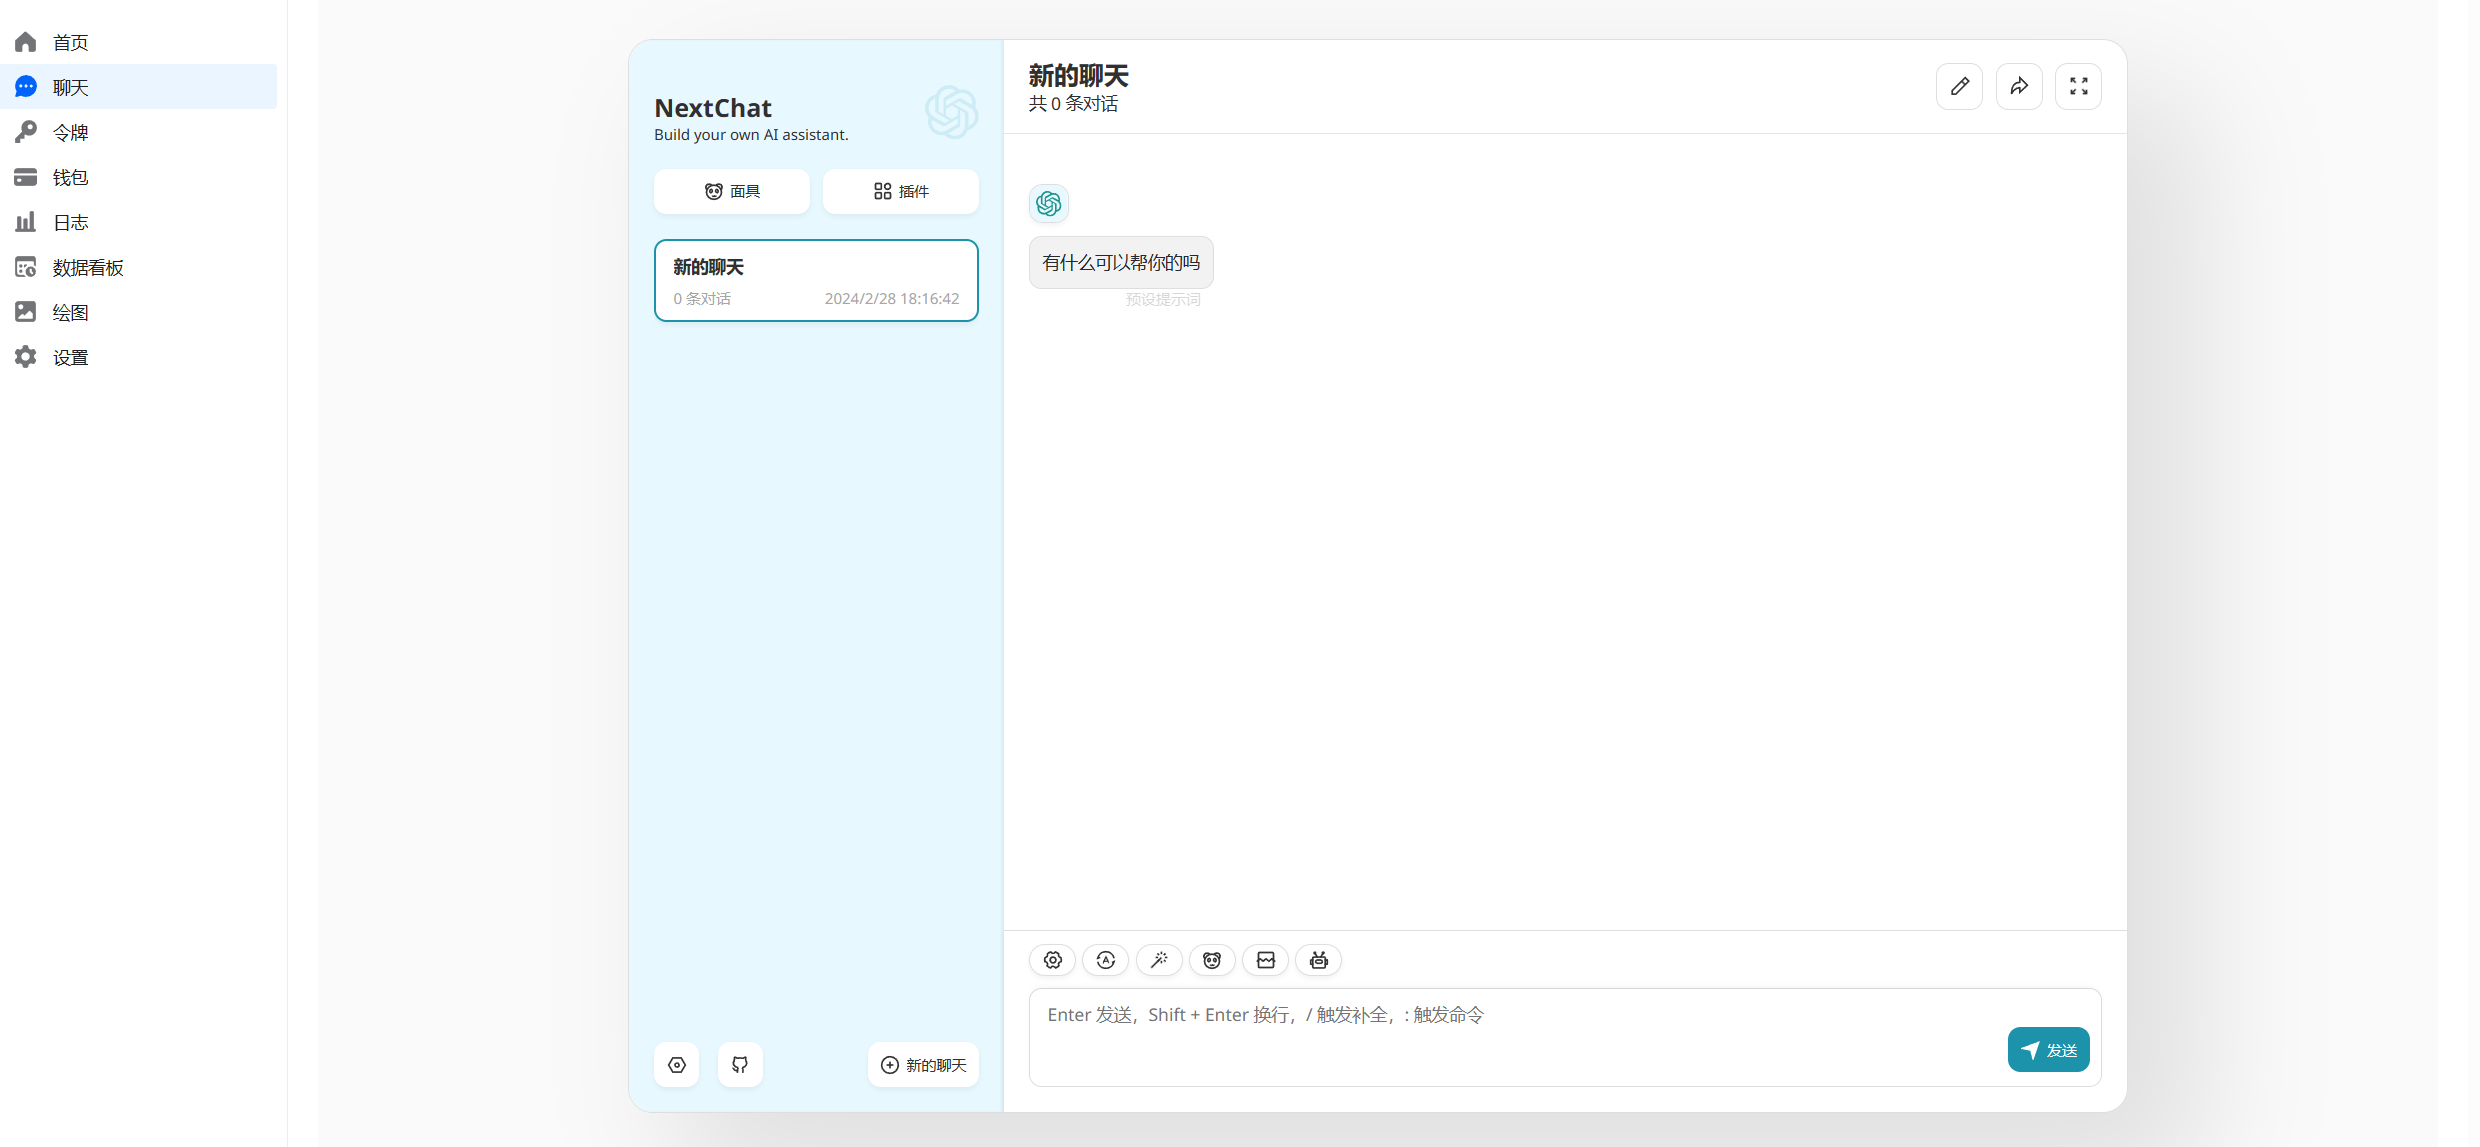 首页
聊天
令牌
钱包
日志
数据看板
绘图
设置
NextChat
Build your own AI assistant.
面具
插件
新的聊天
0 条对话
2024/2/28 18:16:42
新的聊天
新的聊天
共 0 条对话
有什么可以帮你的吗
预设提示词
Enter 发送，Shift + Enter 换行，/ 触发补全，: 触发命令
发送